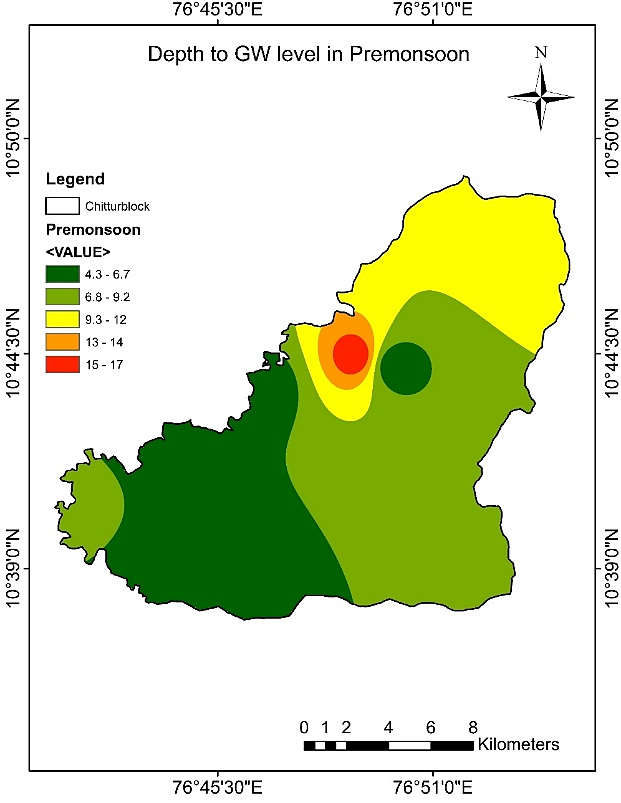 76°45'30"E 76°51'0"E
Depth to GW level in Premonsoon
N
10°50'0"N 10°50'0"N
Legend
Chitturblock
Premonsoon
<VALUE>
4.3 - 6.7
6.8 - 9.2
9.3 - 12
13 - 14
15 - 17
10°44'30"N 10°44'30"N
10°39'0"N 10°39'0"N
0 1 2 4 6 8
Kilometers
76°45'30"E 76°51'0"E